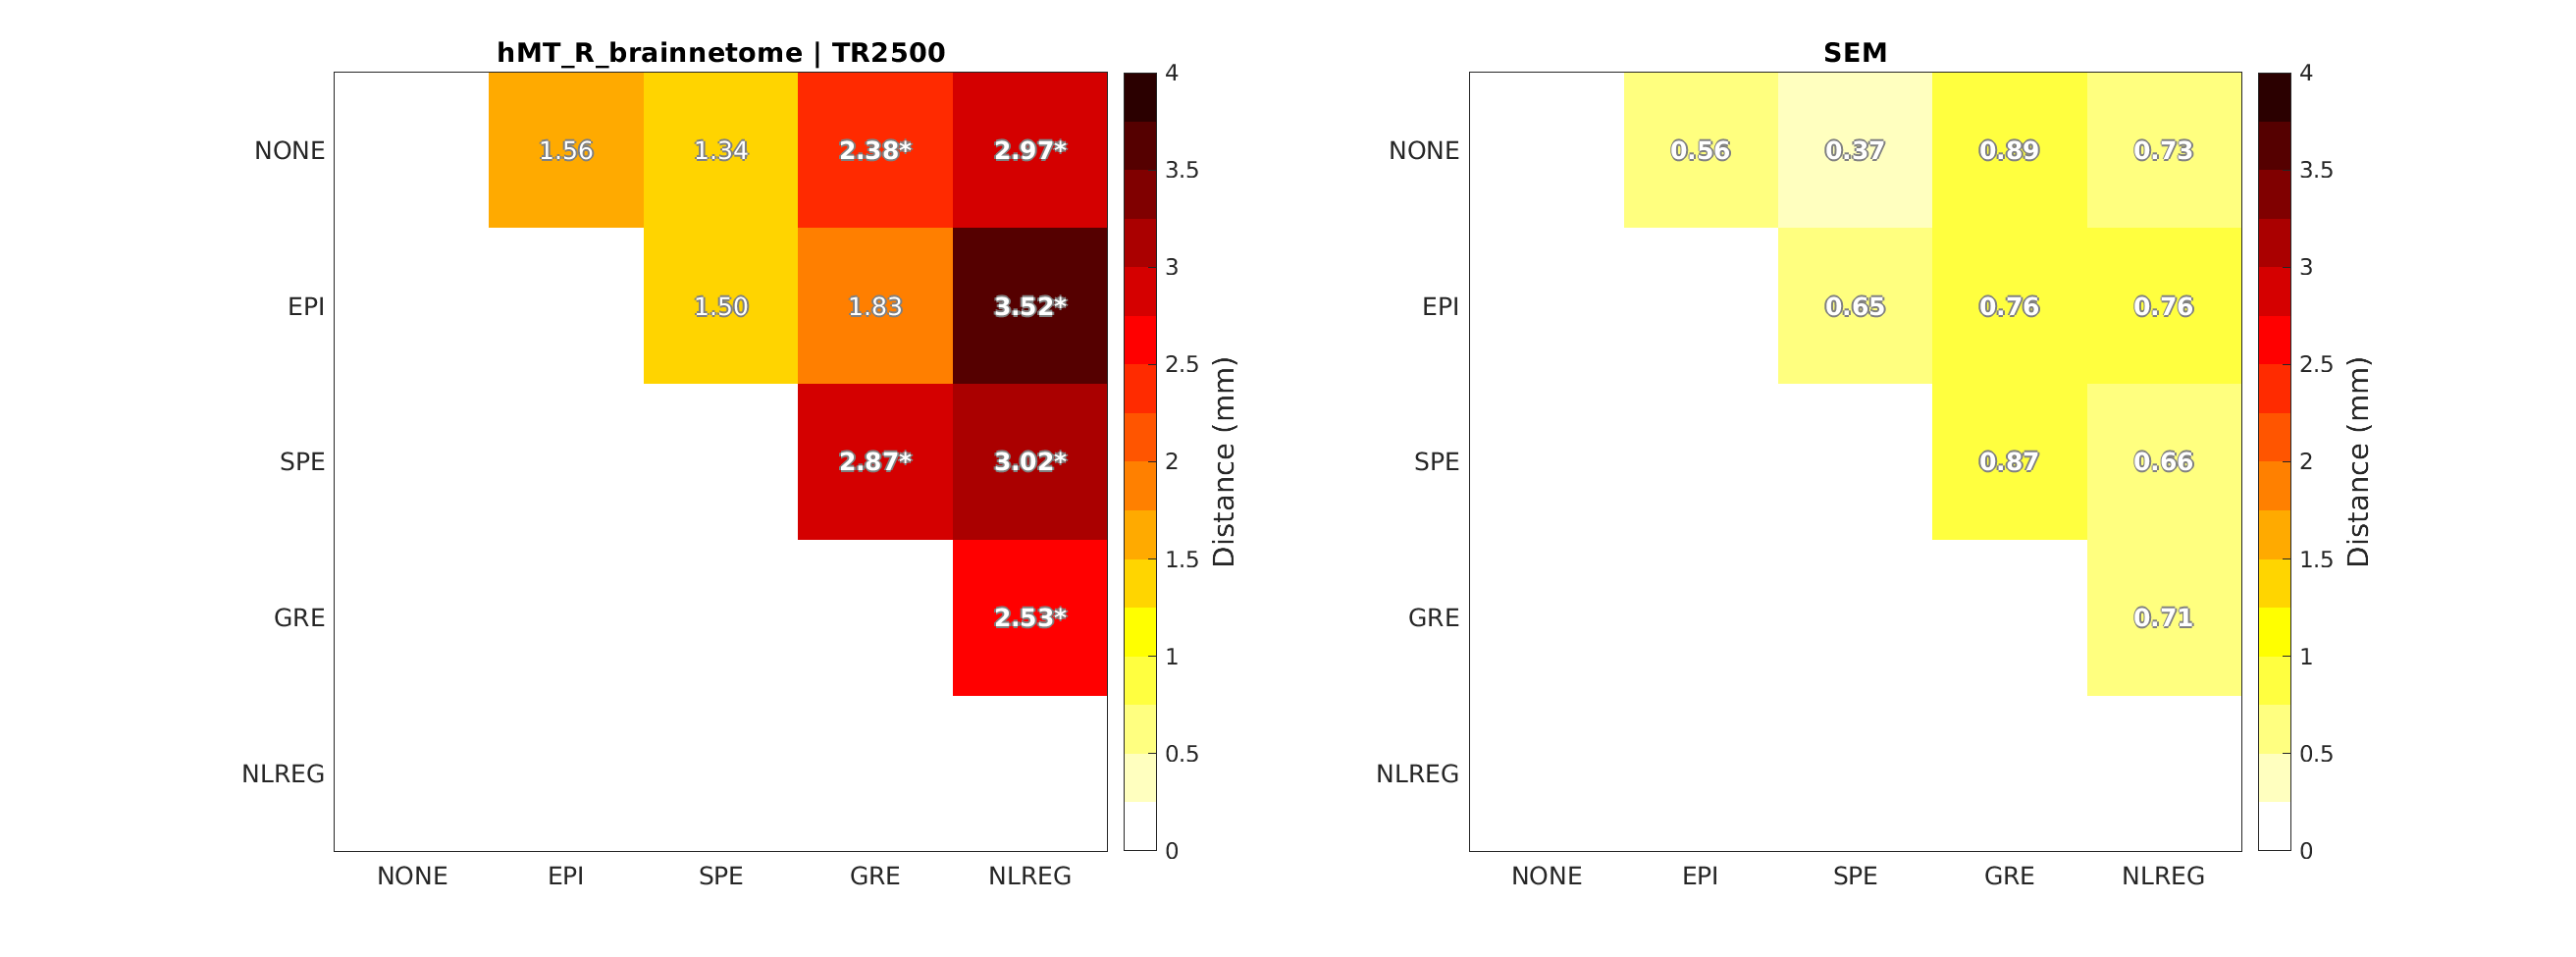 hMT_R_brainnetome | TR2500
NONE 1.56 1.34 2.38* 2.97*
EPI 1.50 1.83 3.52*
SPE 2.87* 3.02*
GRE 2.53*
NLREG
NONE EPI SPE GRE NLREG
4
3.5
3
2.5
2
1.5
1
0.5
0
Distance (mm)
SEM
NONE 0.56 0.37 0.89 0.73
EPI 0.65 0.76 0.76
SPE 0.87 0.66
GRE 0.71
NLREG
NONE EPI SPE GRE NLREG
4
3.5
3
2.5
2
1.5
1
0.5
0
Distance (mm)